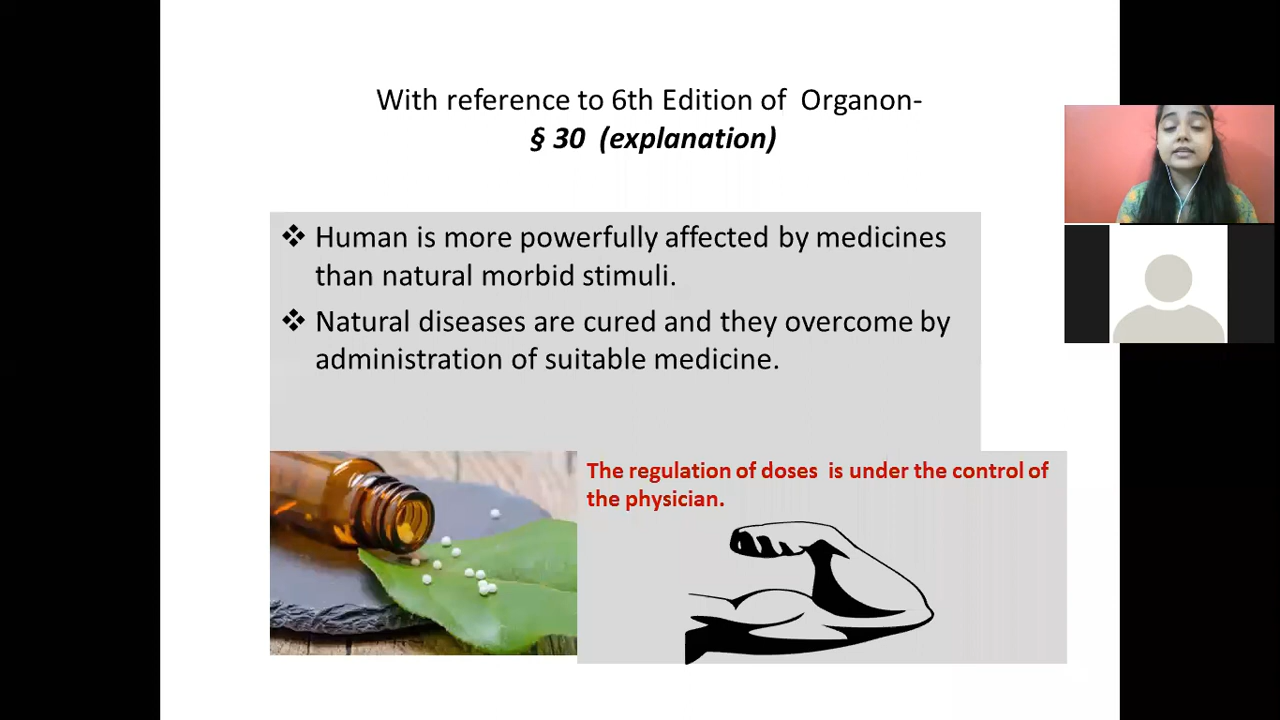 With reference to 6th Edition of Organon-
§ 30 (explanation)
❖ Human is more powerfully affected by medicines
than natural morbid stimuli.
❖ Natural diseases are cured and they overcome by
administration of suitable medicine.
The regulation of doses is under the control of
the physician.